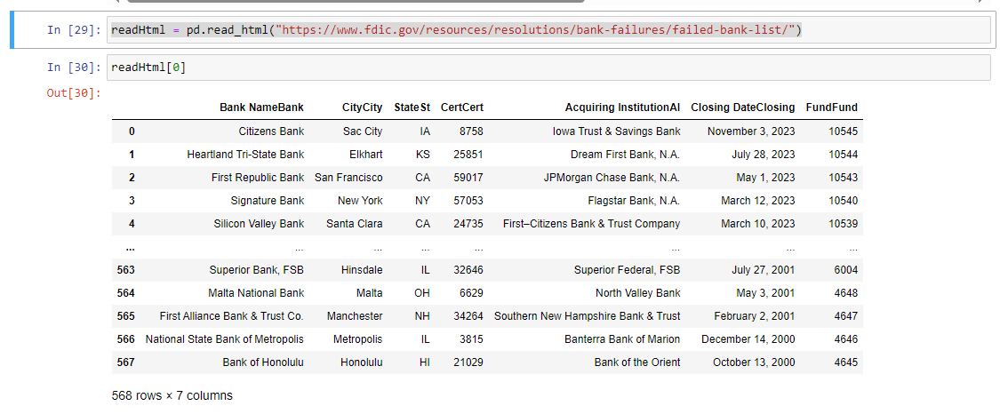 In [29]: readHtml = pd.read_html("https://www.fdic.gov/resources/resolutions/bank-failures/failed-bank-list/")
In [30]: readHtml[0]
Out[30]:
Bank NameBank CityCity StateSt CertCert Acquiring InstitutionAI Closing DateClosing FundFund
0 Citizens Bank Sac City IA 8758 Iowa Trust & Savings Bank November 3, 2023 10545
1 Heartland Tri-State Bank Elkhart KS 25851 Dream First Bank, N.A. July 28, 2023 10544
2 First Republic Bank San Francisco CA 59017 JPMorgan Chase Bank, N.A. May 1, 2023 10543
3 Signature Bank New York NY 57053 Flagstar Bank, N.A. March 12, 2023 10540
4 Silicon Valley Bank Santa Clara CA 24735 First–Citizens Bank & Trust Company March 10, 2023 10539
... ... ... ... ... ... ... ...
563 Superior Bank, FSB Hinsdale IL 32646 Superior Federal, FSB July 27, 2001 6004
564 Malta National Bank Malta OH 6629 North Valley Bank May 3, 2001 4648
565 First Alliance Bank & Trust Co. Manchester NH 34264 Southern New Hampshire Bank & Trust February 2, 2001 4647
566 National State Bank of Metropolis Metropolis IL 3815 Banterra Bank of Marion December 14, 2000 4646
567 Bank of Honolulu Honolulu HI 21029 Bank of the Orient October 13, 2000 4645
568 rows × 7 columns